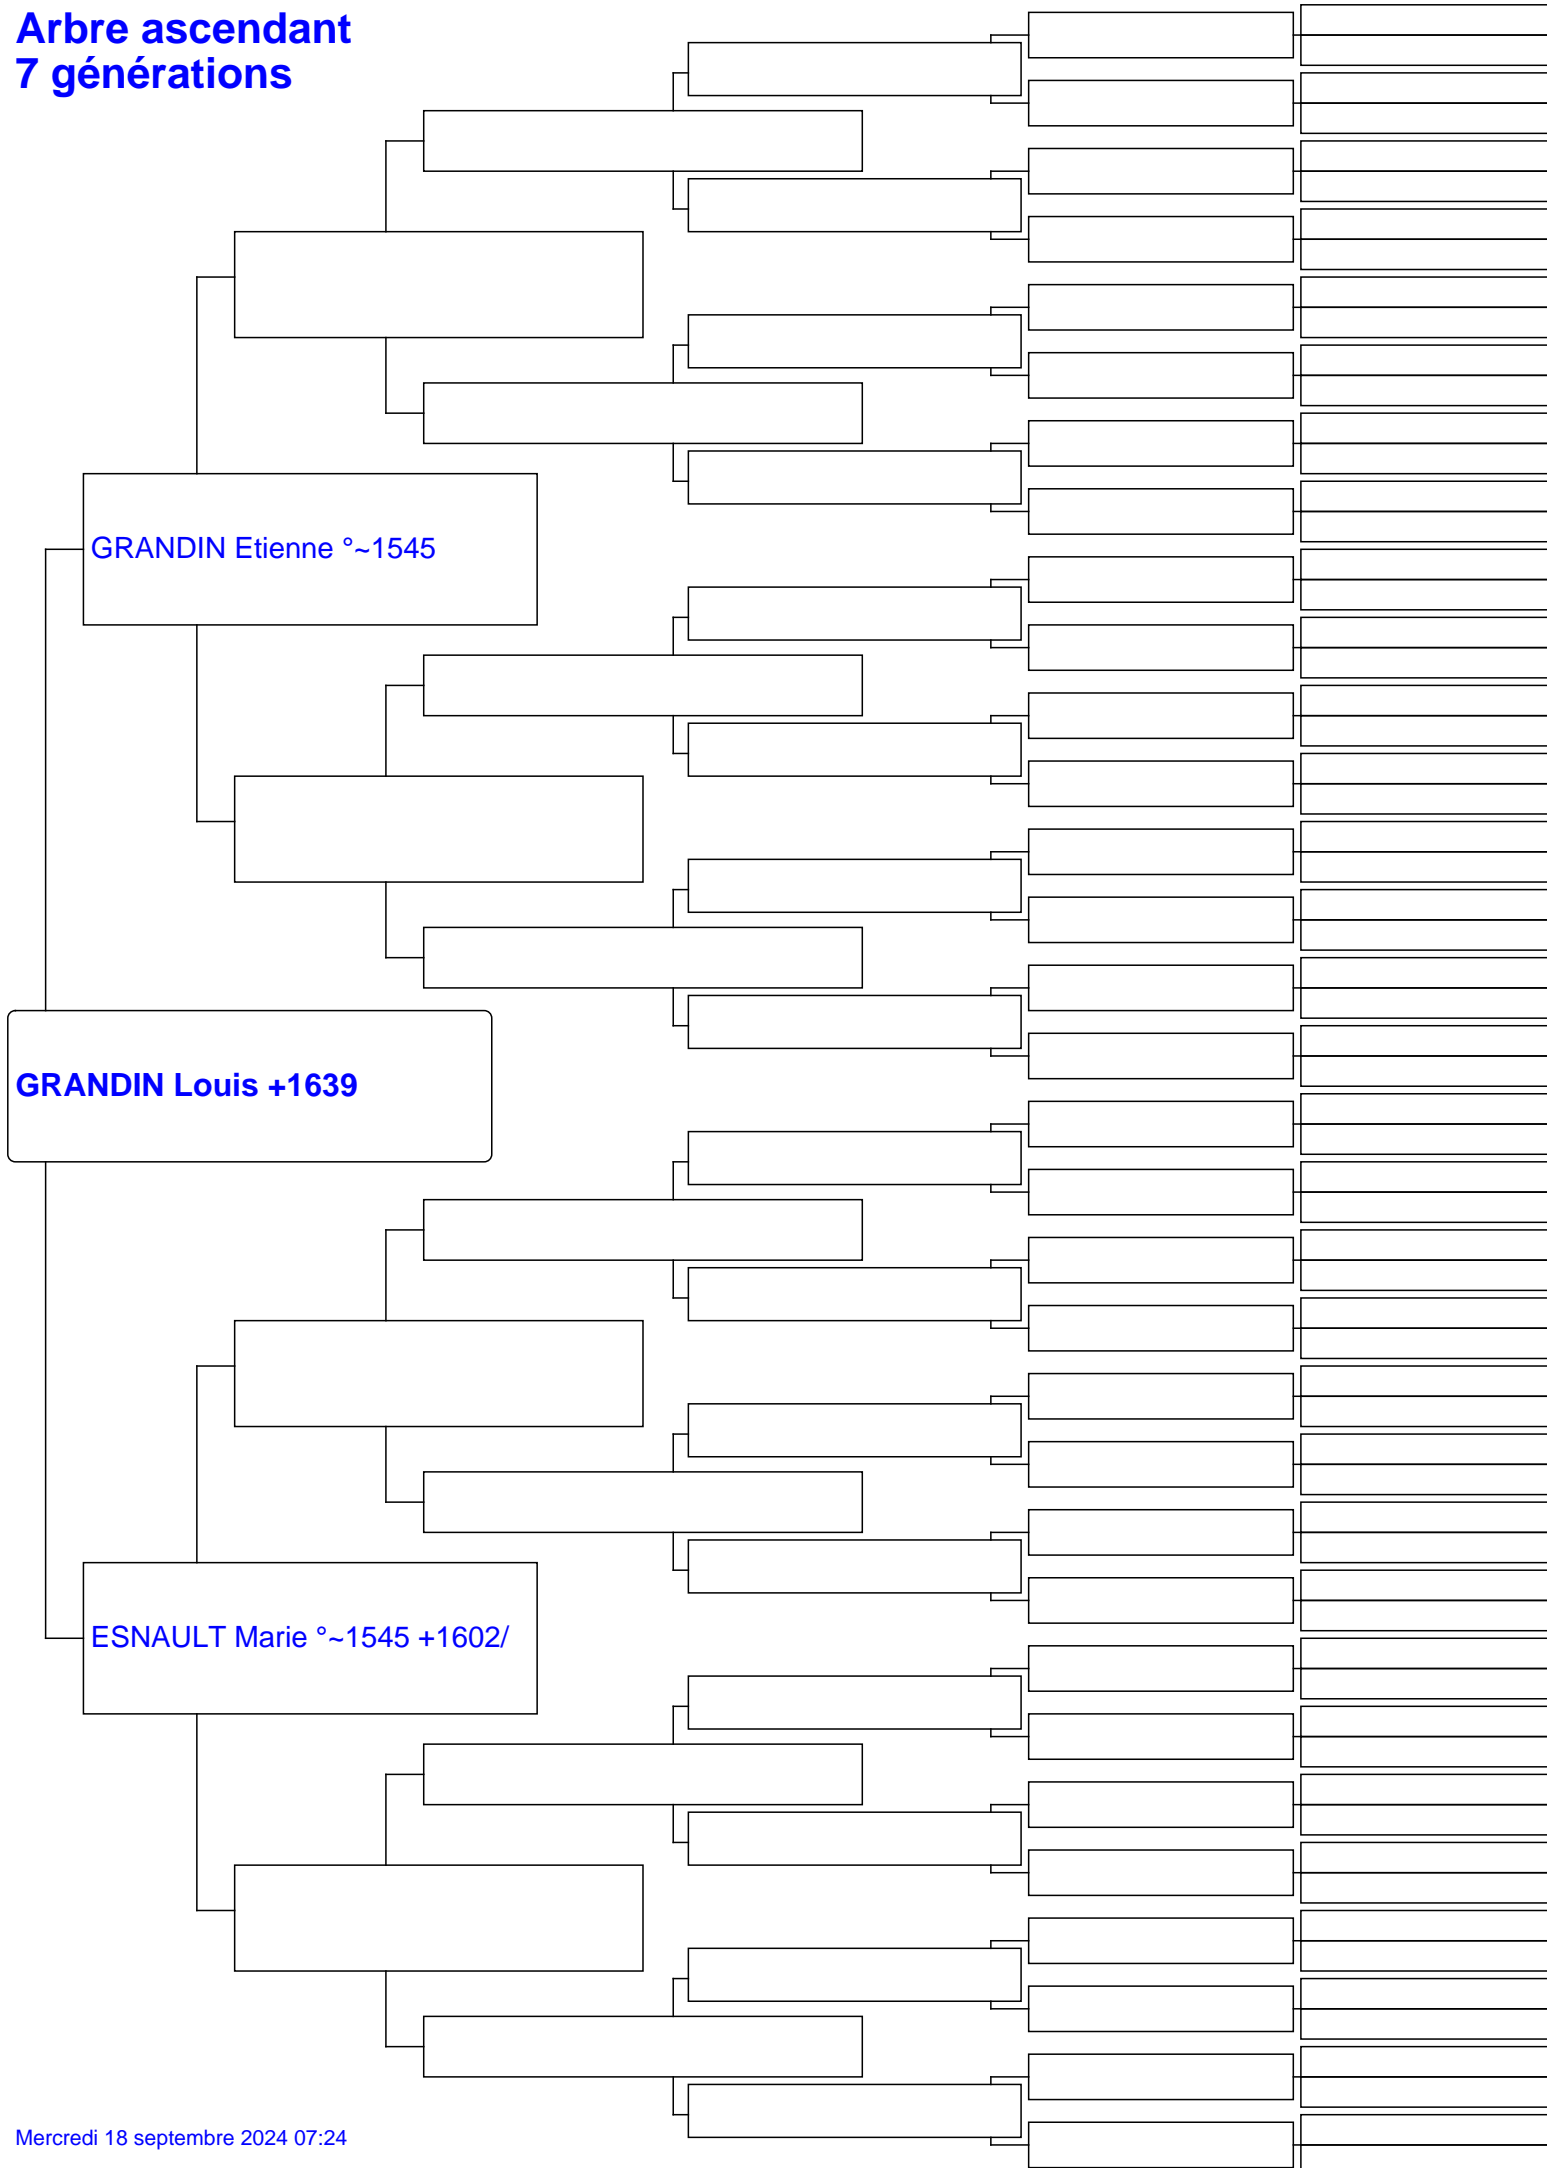 Arbre ascendant
7 générations
GRANDIN Etienne °~1545
GRANDIN Louis +1639
ESNAULT Marie °~1545 +1602/
Mercredi 18 septembre 2024 07:24